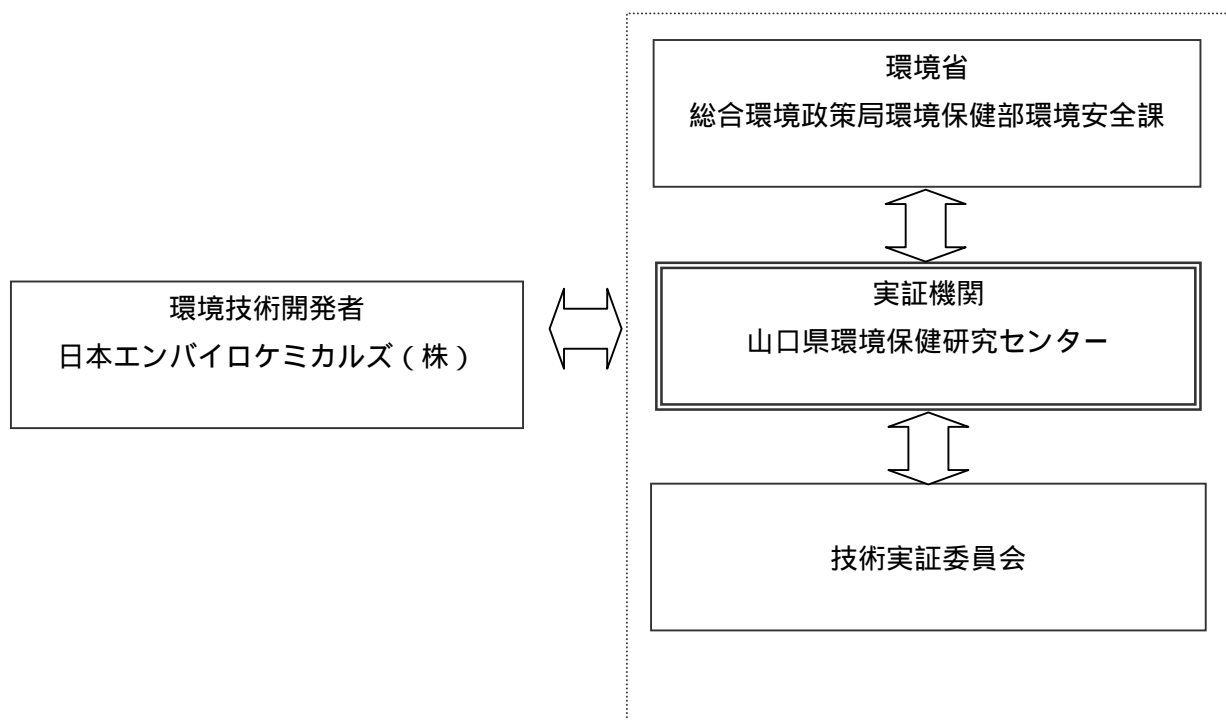 環境省
総合環境政策局環境保健部環境安全課
環境技術開発者
日本エンバイロケミカルズ(株)
実証機関
山口県環境保健研究センター
技術実証委員会